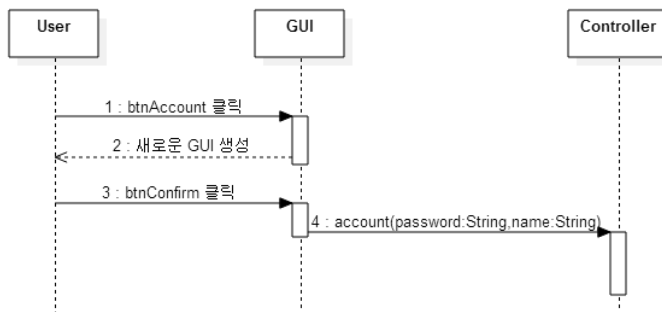 User
GUI
Controller
1 : btnAccount 클릭
2 : 새로운 GUI 생성
3 : btnConfirm 클릭
4 : account(password:String,name:String)